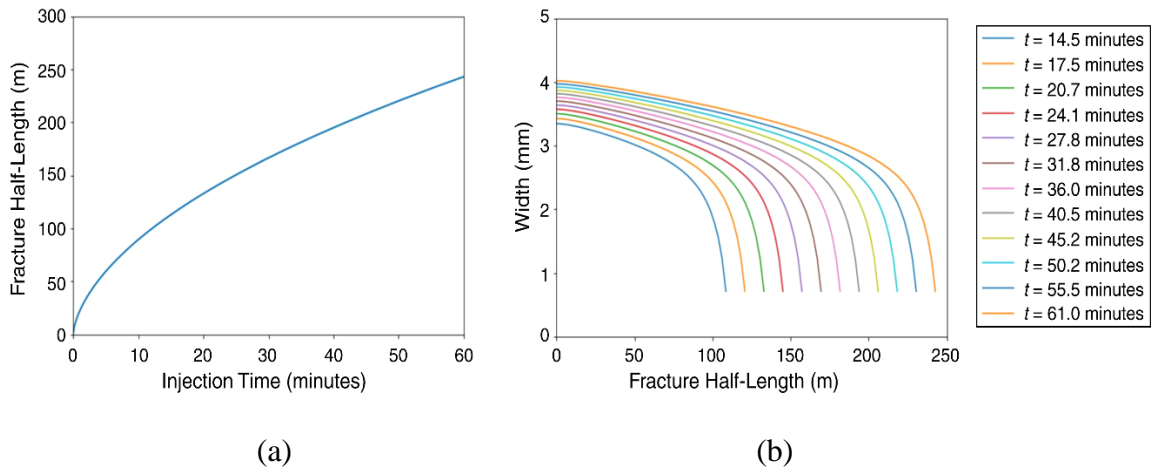 300
250
200
150
100
50
0
Fracture Half-Length (m)
0 10 20 30 40 50 60
Injection Time (minutes)
(a)
5
4
3
2
1
0
Width (mm)
0 50 100 150 200 250
Fracture Half-Length (m)
(b)
t = 14.5 minutes
t = 17.5 minutes
t = 20.7 minutes
t = 24.1 minutes
t = 27.8 minutes
t = 31.8 minutes
t = 36.0 minutes
t = 40.5 minutes
t = 45.2 minutes
t = 50.2 minutes
t = 55.5 minutes
t = 61.0 minutes